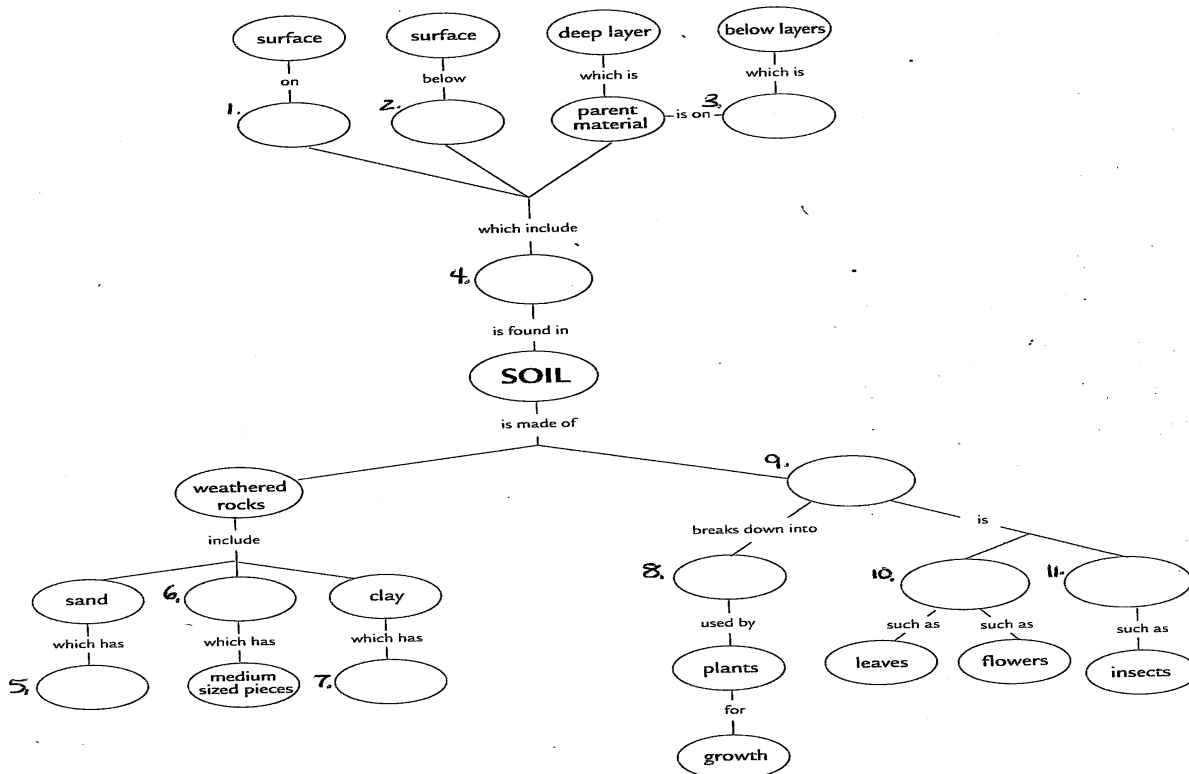 surface
surface
deep layer
below layers
on
below
which is
which is
1.
2.
parent
material
is on
3.
which include
4.
is found in
SOIL
is made of
weathered
rocks
9.
include
breaks down into
is
sand
6.
clay
8.
10.
11.
which has
which has
which has
used by
such as
such as
such as
5.
medium
sized pieces
7.
plants
leaves
flowers
insects
for
growth